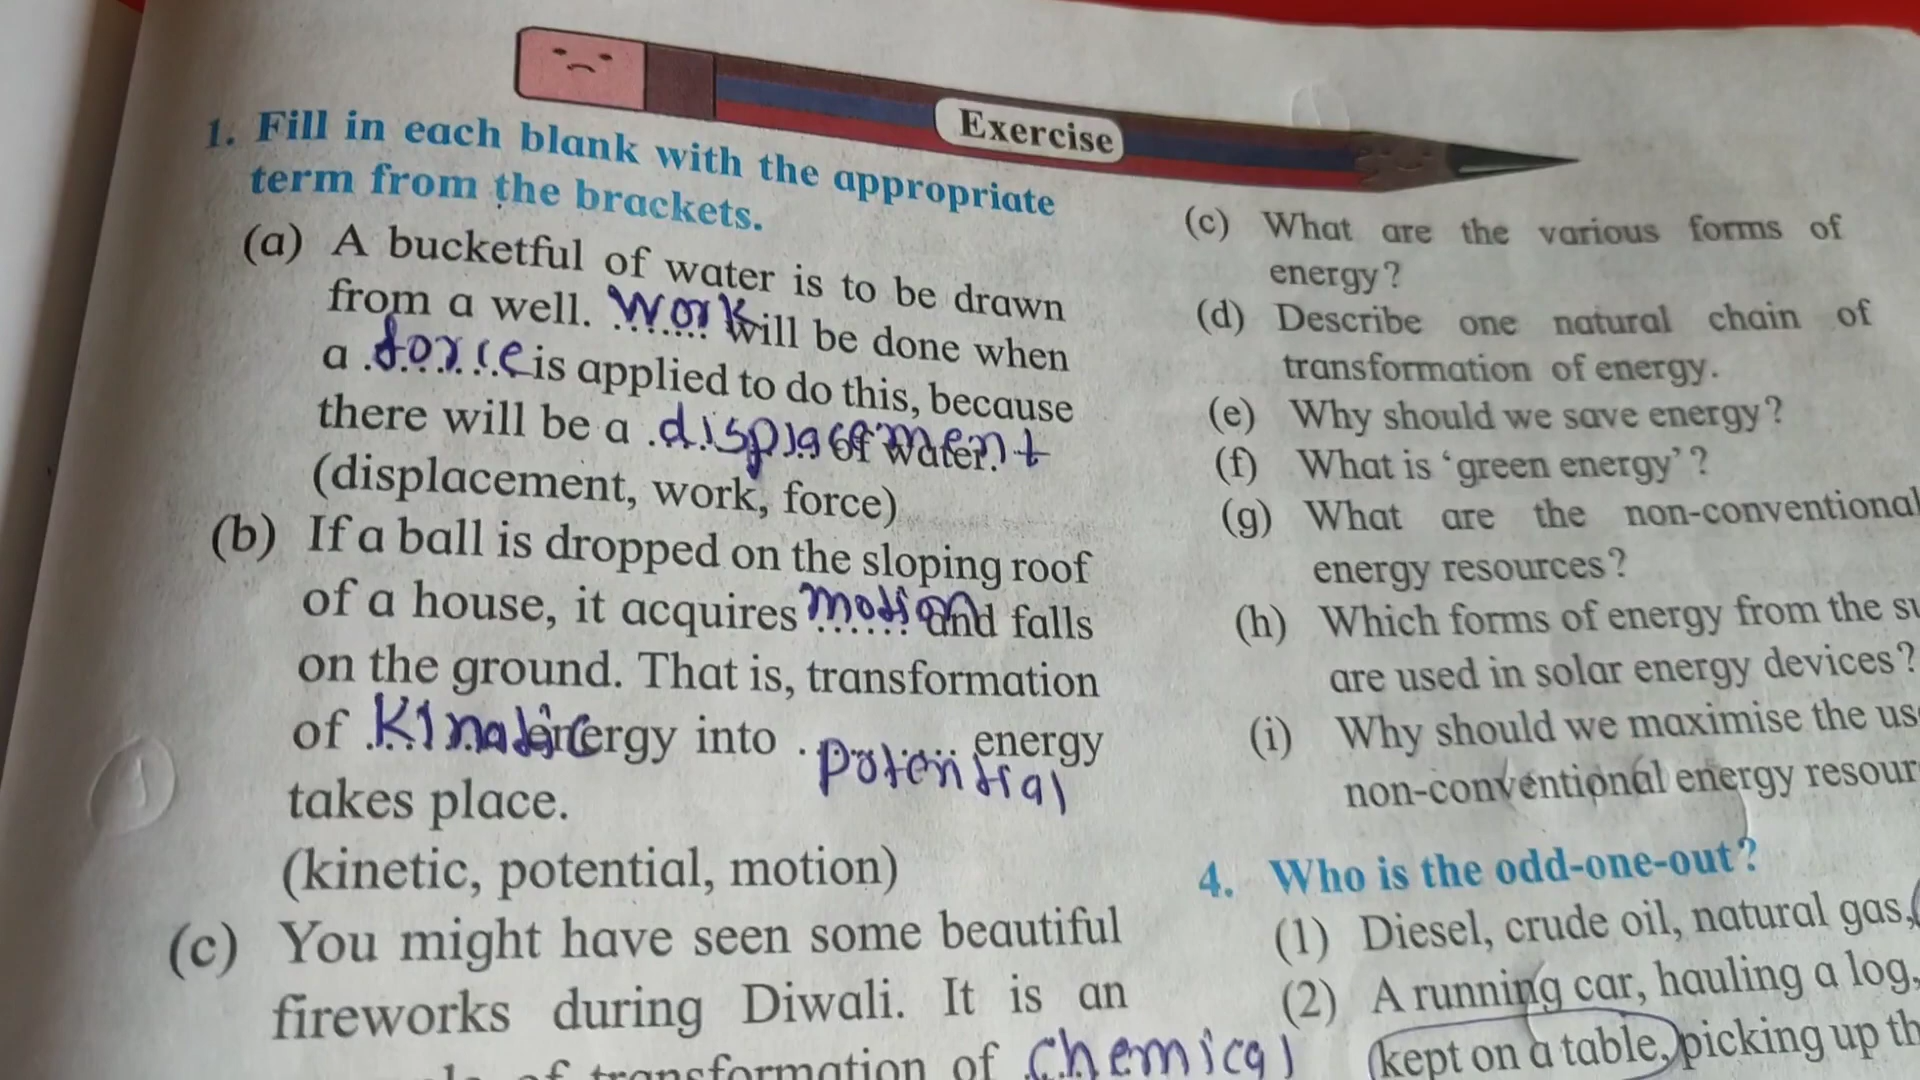 Exercise
1. Fill in each blank with the appropriate
term from the brackets.
(a) A bucketful of water is to be drawn
from a well. work will be done when
a force is applied to do this, because
there will be a displacement of water.
(displacement, work, force)
(b) If a ball is dropped on the sloping roof
of a house, it acquires motion and falls
on the ground. That is, transformation
of Kinatic energy into potential energy
takes place.
(kinetic, potential, motion)
(c) You might have seen some beautiful
fireworks during Diwali. It is an
of transformation of chemical
(c) What are the various forms of
energy?
(d) Describe one natural chain of
transformation of energy.
(e) Why should we save energy?
(f) What is ‘green energy’?
(g) What are the non-conventional
energy resources?
(h) Which forms of energy from the
are used in solar energy devices?
(i) Why should we maximise the
non-conventional energy
4. Who is the odd-one-out?
(1) Diesel, crude oil, natural gas,
(2) A running car, hauling a log,
kept on a table, picking up